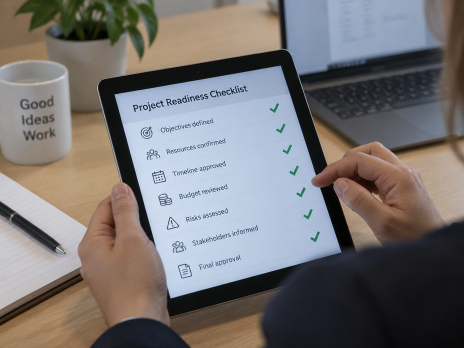 Good
Ideas
Work
Project Readiness Checklist
Objectives defined
Resources confirmed
Timeline approved
Budget reviewed
Risks assessed
Stakeholders informed
Final approval